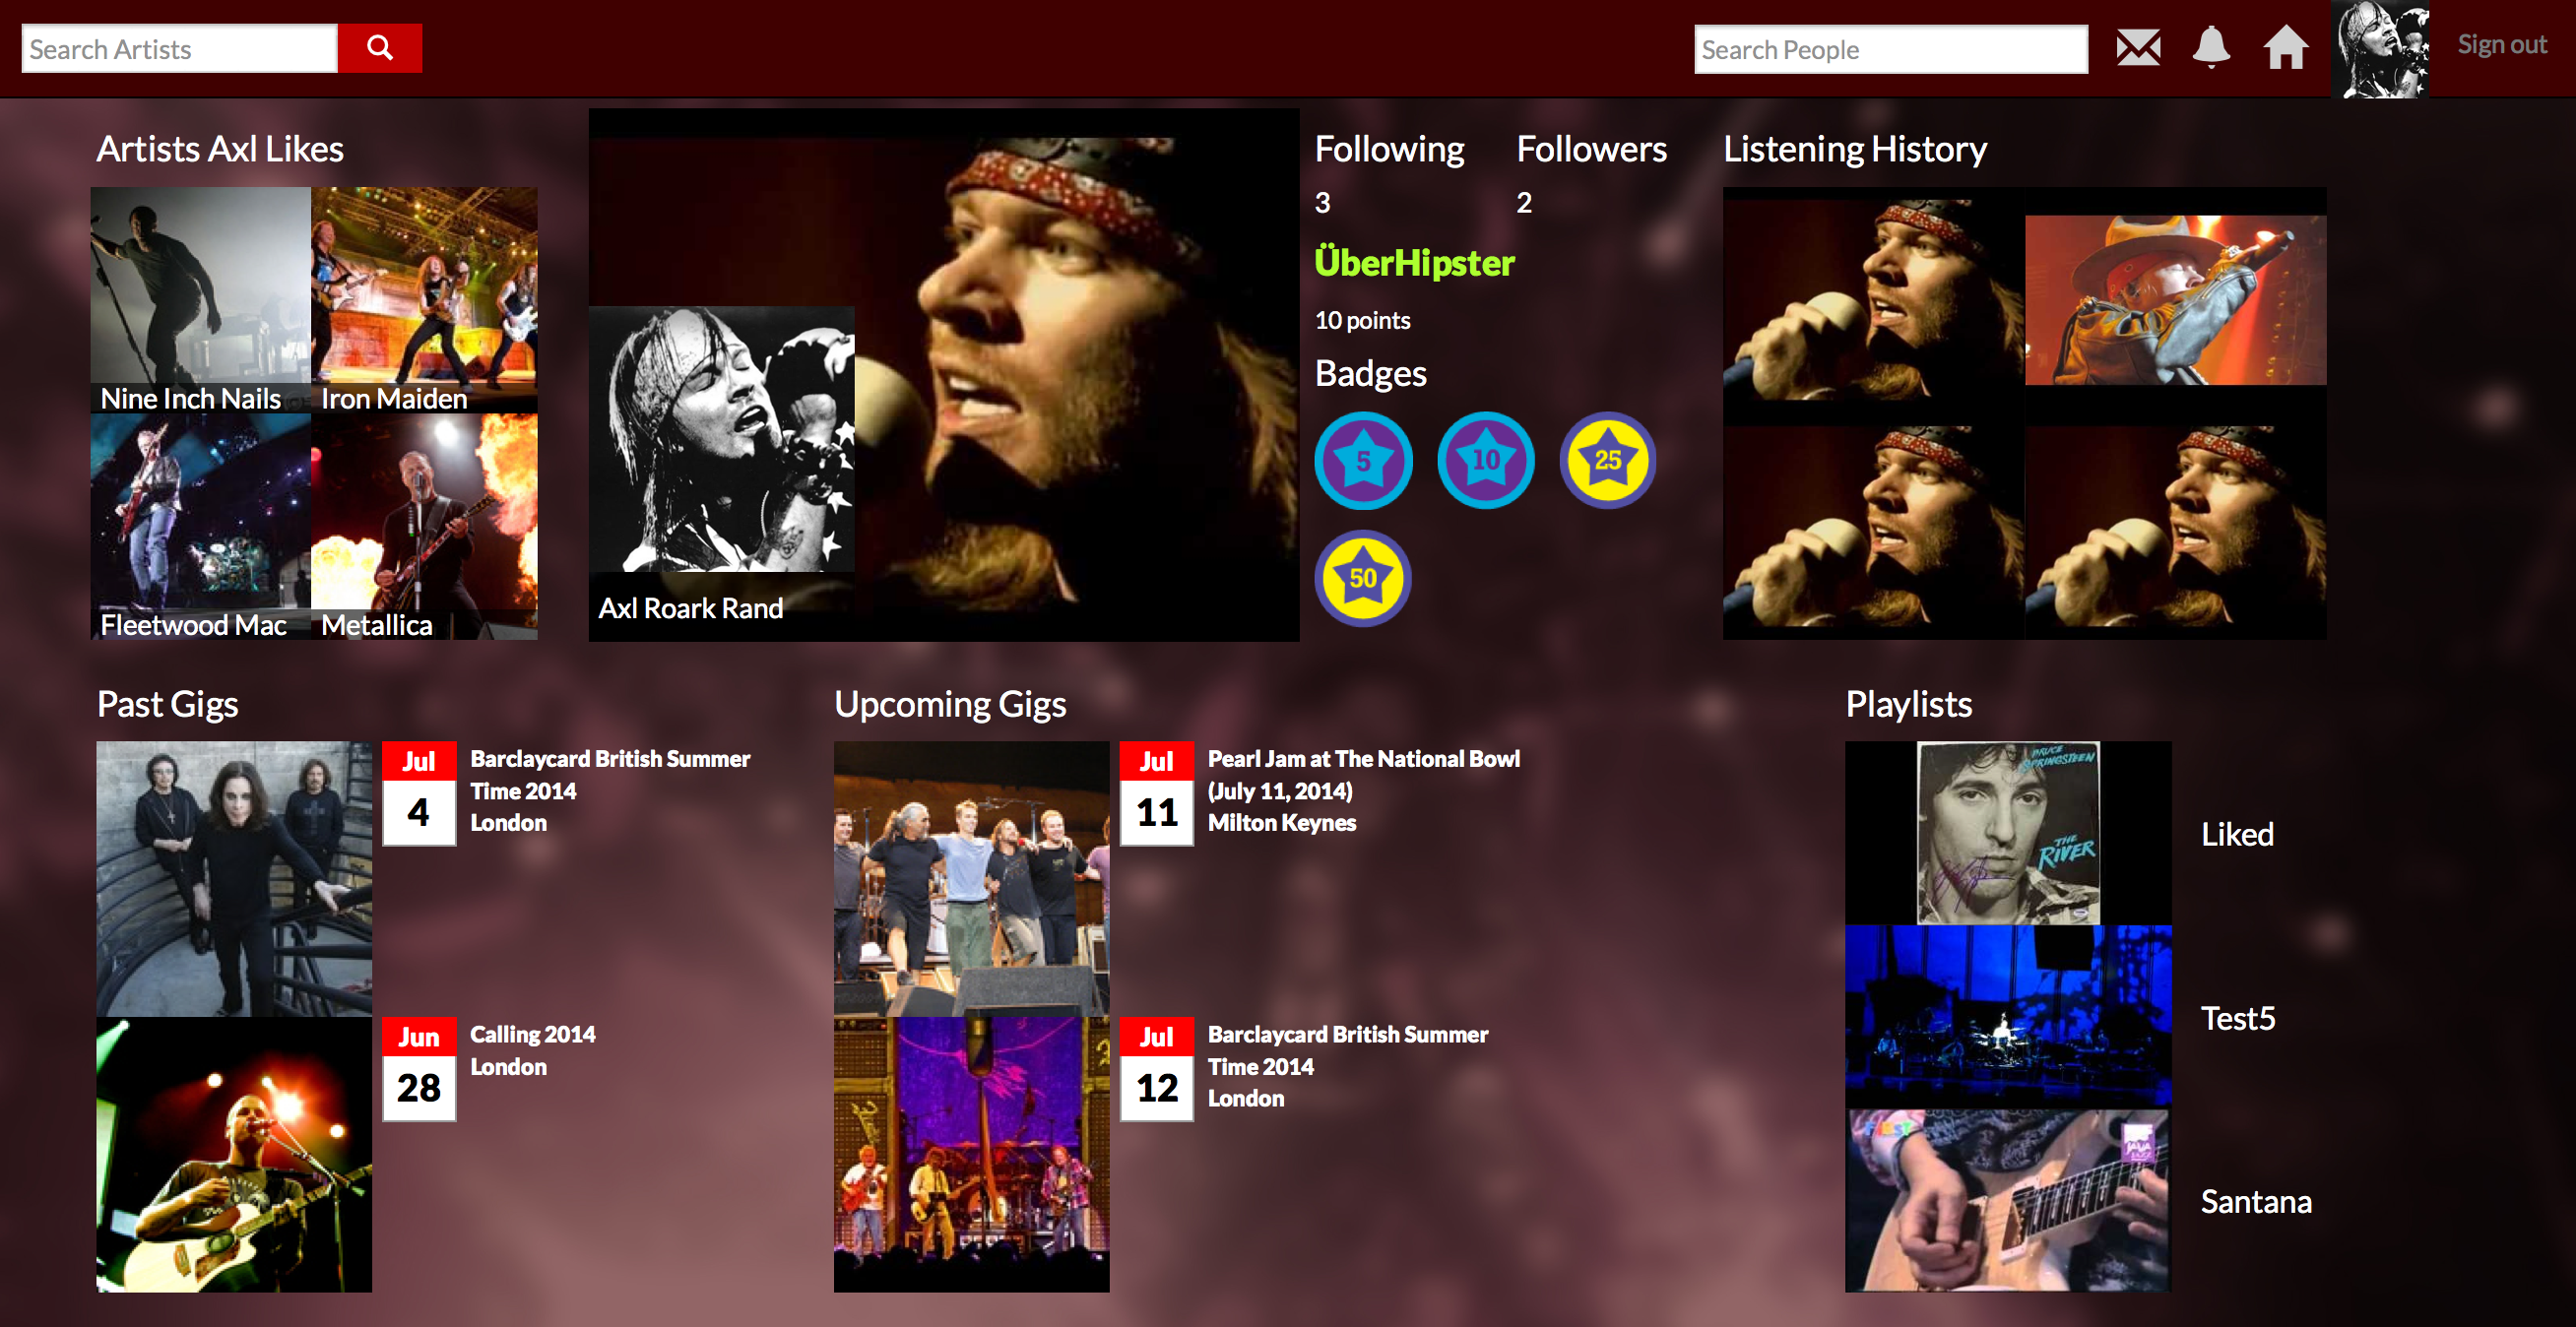 Search Artists
Search People
Sign out
Artists Axl Likes
Nine Inch Nails
Iron Maiden
Fleetwood Mac
Metallica
Axl Roark Rand
Following
Followers
3
2
ÜberHipster
10 points
Badges
5
10
25
50
Listening History
Past Gigs
Jul
4
Barclaycard British Summer
Time 2014
London
Jun
28
Calling 2014
London
Upcoming Gigs
Jul
11
Pearl Jam at The National Bowl
(July 11, 2014)
Milton Keynes
Jul
12
Barclaycard British Summer
Time 2014
London
Playlists
BRUCE
SPRINGSTEEN
THE
RIVER
Liked
Test5
Santana